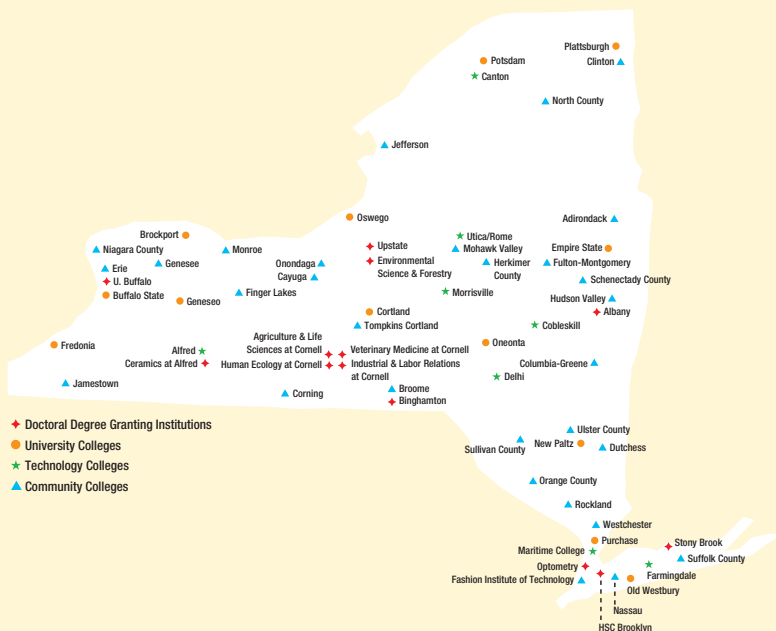 Plattsburgh
Clinton
Potsdam
Canton
North County
Jefferson
Oswego
Adirondack
Brockport
Niagara County
Monroe
Utica/Rome
Mohawk Valley
Upstate
Empire State
Erie
Genesee
Onondaga
Cayuga
Environmental
Science & Forestry
Herkimer
County
Fulton-Montgomery
Schenectady County
U. Buffalo
Buffalo State
Geneseo
Finger Lakes
Morrisville
Hudson Valley
Albany
Cortland
Tompkins Cortland
Cobleskill
Fredonia
Alfred
Ceramics at Alfred
Agriculture & Life
Sciences at Cornell
Human Ecology at Cornell
Veterinary Medicine at Cornell
Industrial & Labor Relations
at Cornell
Oneonta
Columbia-Greene
Delhi
Jamestown
Corning
Broome
Binghamton
Doctoral Degree Granting Institutions
University Colleges
Technology Colleges
Community Colleges
Ulster County
New Paltz
Sullivan County
Dutchess
Orange County
Rockland
Westchester
Purchase
Maritime College
Stony Brook
Suffolk County
Optometry
Fashion Institute of Technology
Farmingdale
Old Westbury
Nassau
HSC Brooklyn